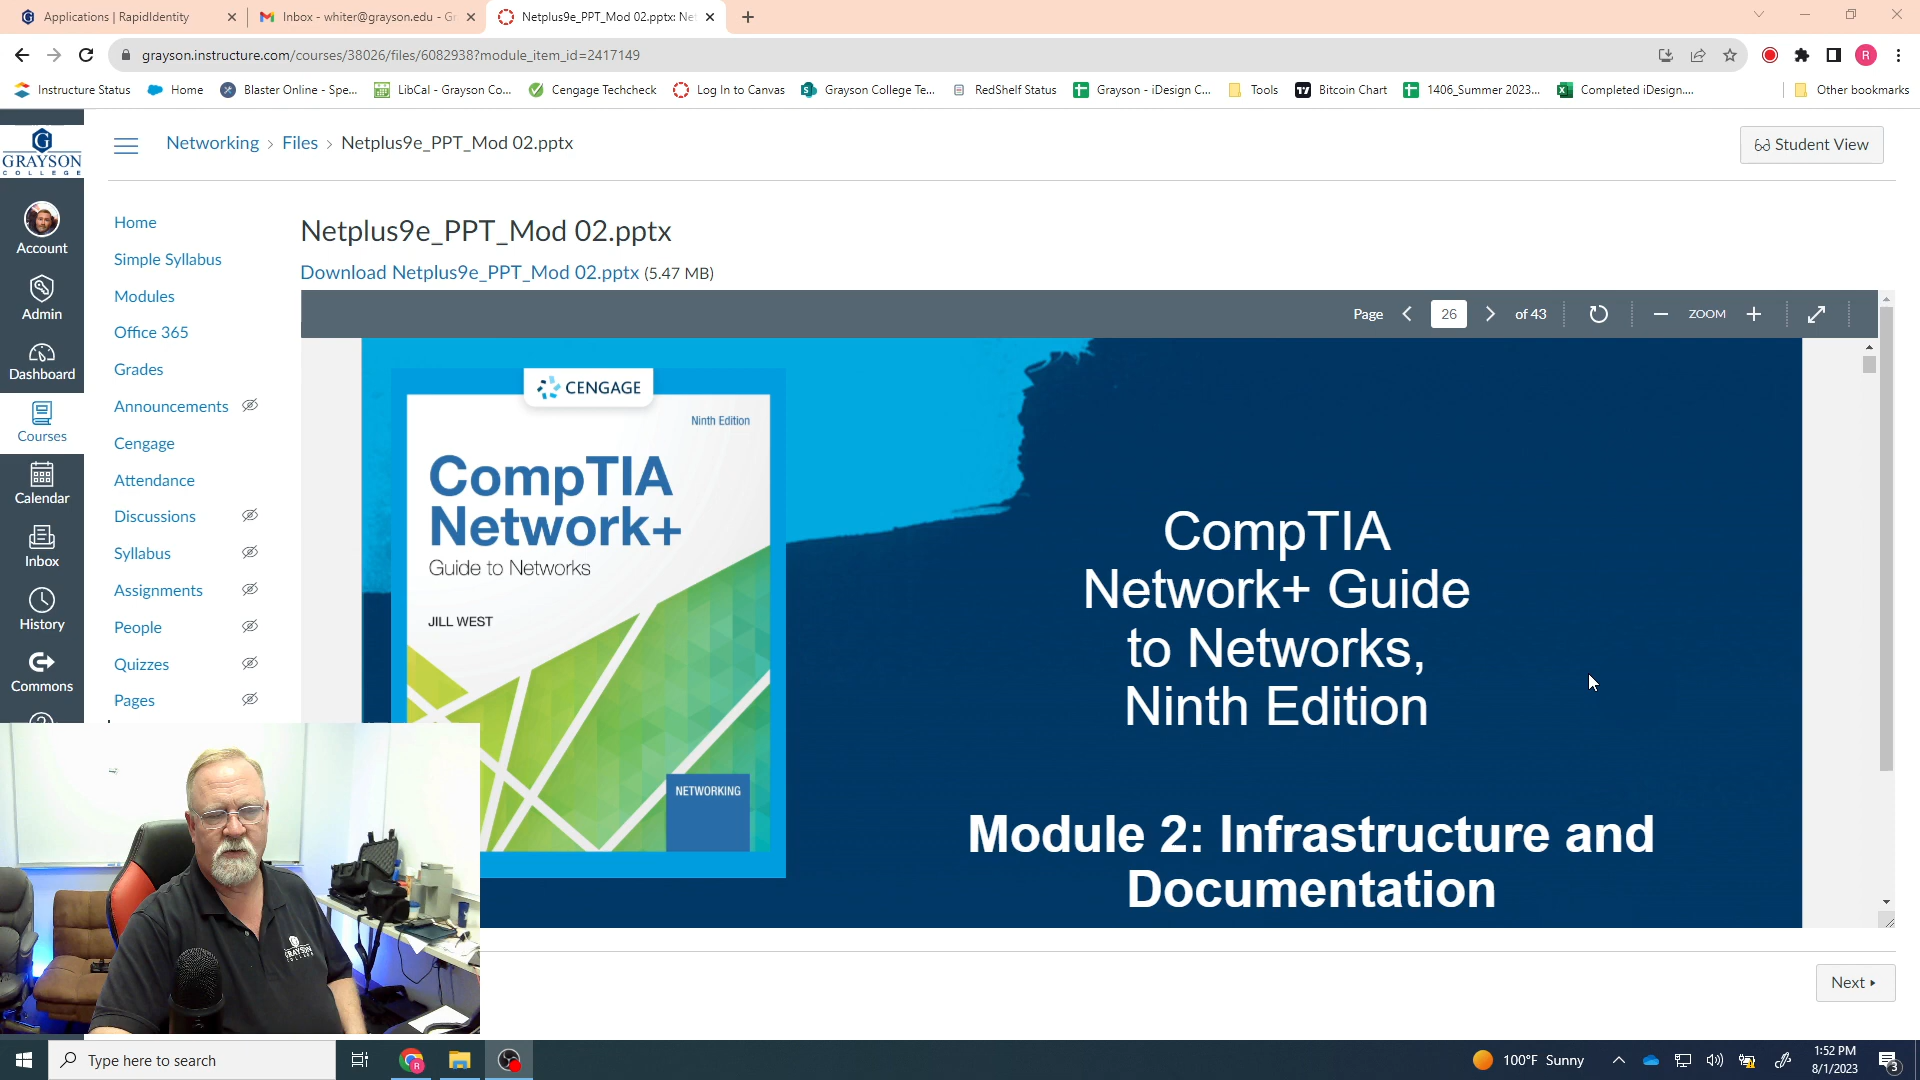 Applications | RapidIdentity
Inbox - whiter@grayson.edu - Gr
Netplus9e_PPT_Mod 02.pptx: Net
grayson.instructure.com/courses/38026/files/6082938?module_item_id=2417149
R
Instructure Status
Home
Blaster Online - Spe...
LibCal - Grayson Co...
Cengage Techcheck
Log In to Canvas
Grayson College Te...
RedShelf Status
Grayson - iDesign C...
Tools
Bitcoin Chart
1406_Summer 2023...
Completed iDesign....
Other bookmarks
G
GRAYSON
COLLEGE
Networking > Files > Netplus9e_PPT_Mod 02.pptx
Student View
Account
Admin
Dashboard
Courses
Calendar
Inbox
History
Commons
Home
Simple Syllabus
Modules
Office 365
Grades
Announcements
Cengage
Attendance
Discussions
Syllabus
Assignments
People
Quizzes
Pages
Netplus9e_PPT_Mod 02.pptx
Download Netplus9e_PPT_Mod 02.pptx (5.47 MB)
Page 26 of 43
ZOOM
CENGAGE
Ninth Edition
CompTIA
Network+
Guide to Networks
JILL WEST
NETWORKING
CompTIA
Network+ Guide
to Networks,
Ninth Edition
Module 2: Infrastructure and
Documentation
GRAYSON
COLLEGE
Next
Type here to search
100°F Sunny
1:52 PM
8/1/2023
3